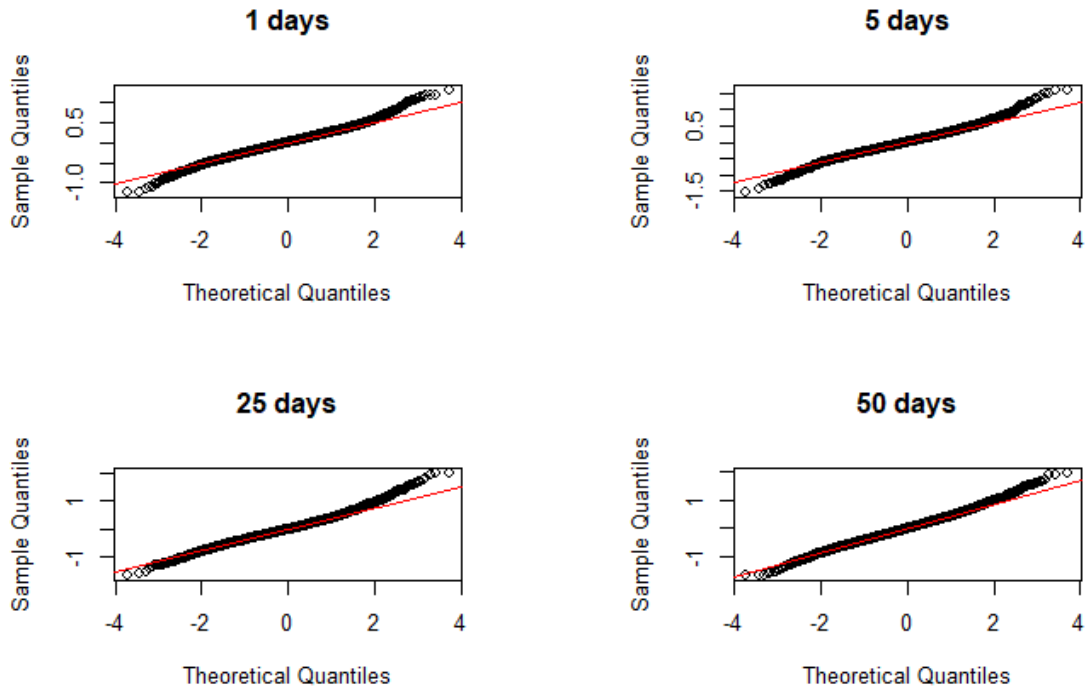 1 days
Sample Quantiles
-1.0 0.5
-4 -2 0 2 4
Theoretical Quantiles
5 days
Sample Quantiles
-1.5 0.5
-4 -2 0 2 4
Theoretical Quantiles
25 days
Sample Quantiles
-1 1
-4 -2 0 2 4
Theoretical Quantiles
50 days
Sample Quantiles
-1 1
-4 -2 0 2 4
Theoretical Quantiles